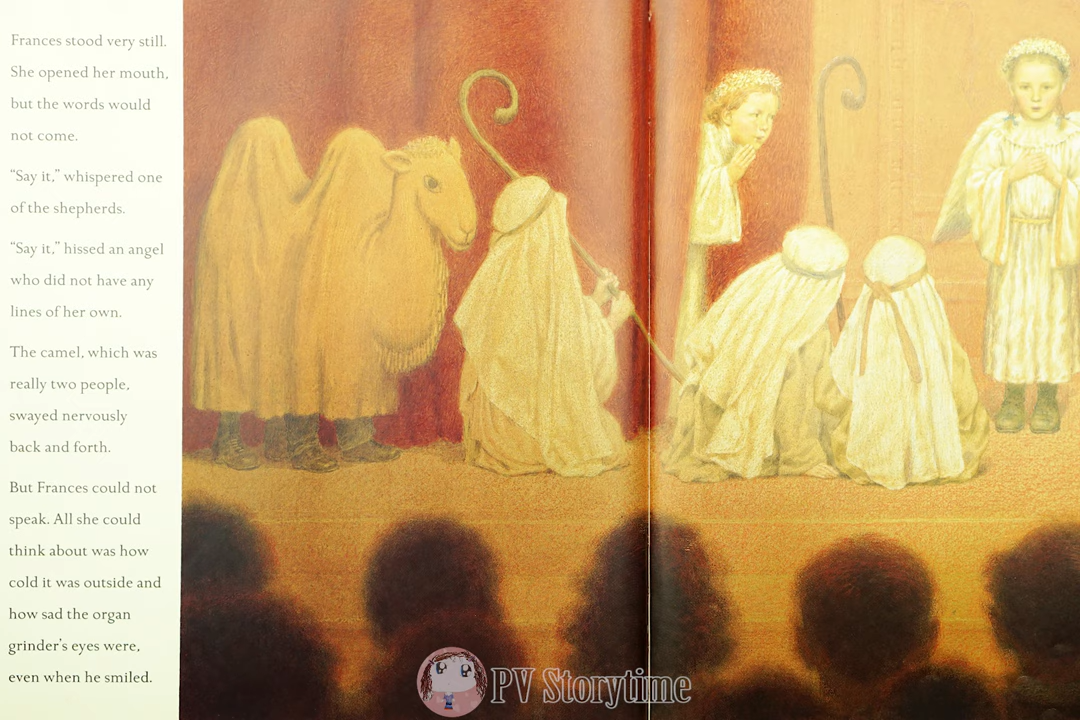 Frances stood very still.
She opened her mouth,
but the words would
not come.
“Say it,” whispered one
of the shepherds.
“Say it,” hissed an angel
who did not have any
lines of her own.
The camel, which was
really two people,
swayed nervously
back and forth.
But Frances could not
speak. All she could
think about was how
cold it was outside and
how sad the organ
grinder’s eyes were,
even when he smiled.
PV Storytime